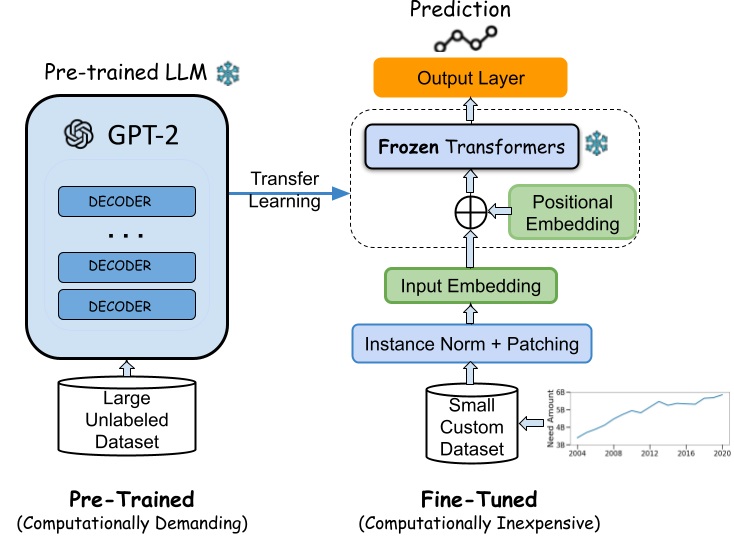 Prediction
Output Layer
Pre-trained LLM
GPT-2
DECODER
...
DECODER
DECODER
Large
Unlabeled
Dataset
Pre-Trained
(Computationally Demanding)
Transfer
Learning
Frozen Transformers
Positional
Embedding
Input Embedding
Instance Norm + Patching
Small
Custom
Dataset
Need Amount
6B
5B
4B
3B
2004
2008
2012
2016
2020
Fine-Tuned
(Computationally Inexpensive)